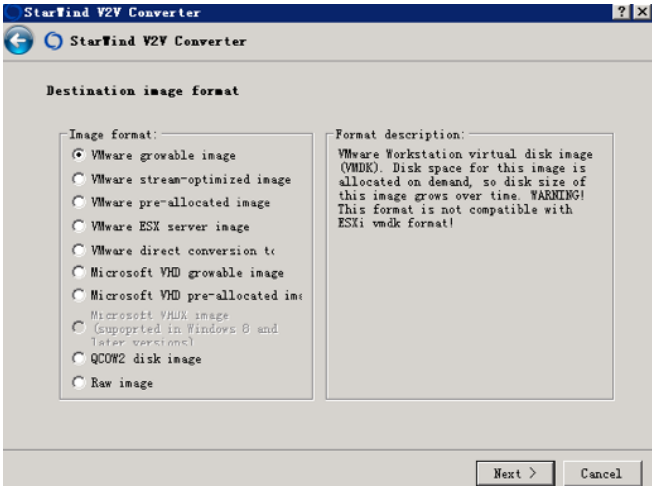 StarWind V2V Converter
StarWind V2V Converter
Destination image format
Image format:
VMware growable image
VMware stream-optimized image
VMware pre-allocated image
VMware ESX server image
VMware direct conversion to
Microsoft VHD growable image
Microsoft VHD pre-allocated ima
Microsoft VHDX image
(supoprted in Windows 8 and
later versions)
QCOW2 disk image
Raw image
Format description:
VMware Workstation virtual disk image
(VMDK). Disk space for this image is
allocated on demand, so disk size of
this image grows over time. WARNING!
This format is not compatible with
ESXi vmdk format!
Next >
Cancel